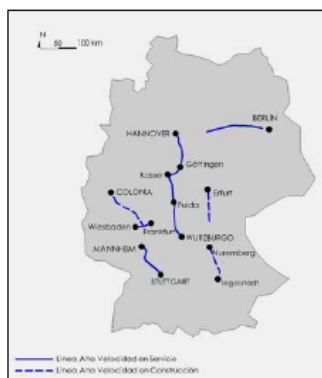 N
50 100 km
BERLÍN
HANNOVER
Göttingen
Kassel
COLONIA
Erfurt
Fulda
Wiesbaden
Frankfurt
WURZBURGO
MANNHEIM
Nuremberg
STUTTGART
Ingolstadt
Línea Alta Velocidad en Servicio
Línea Alta Velocidad en Construcción